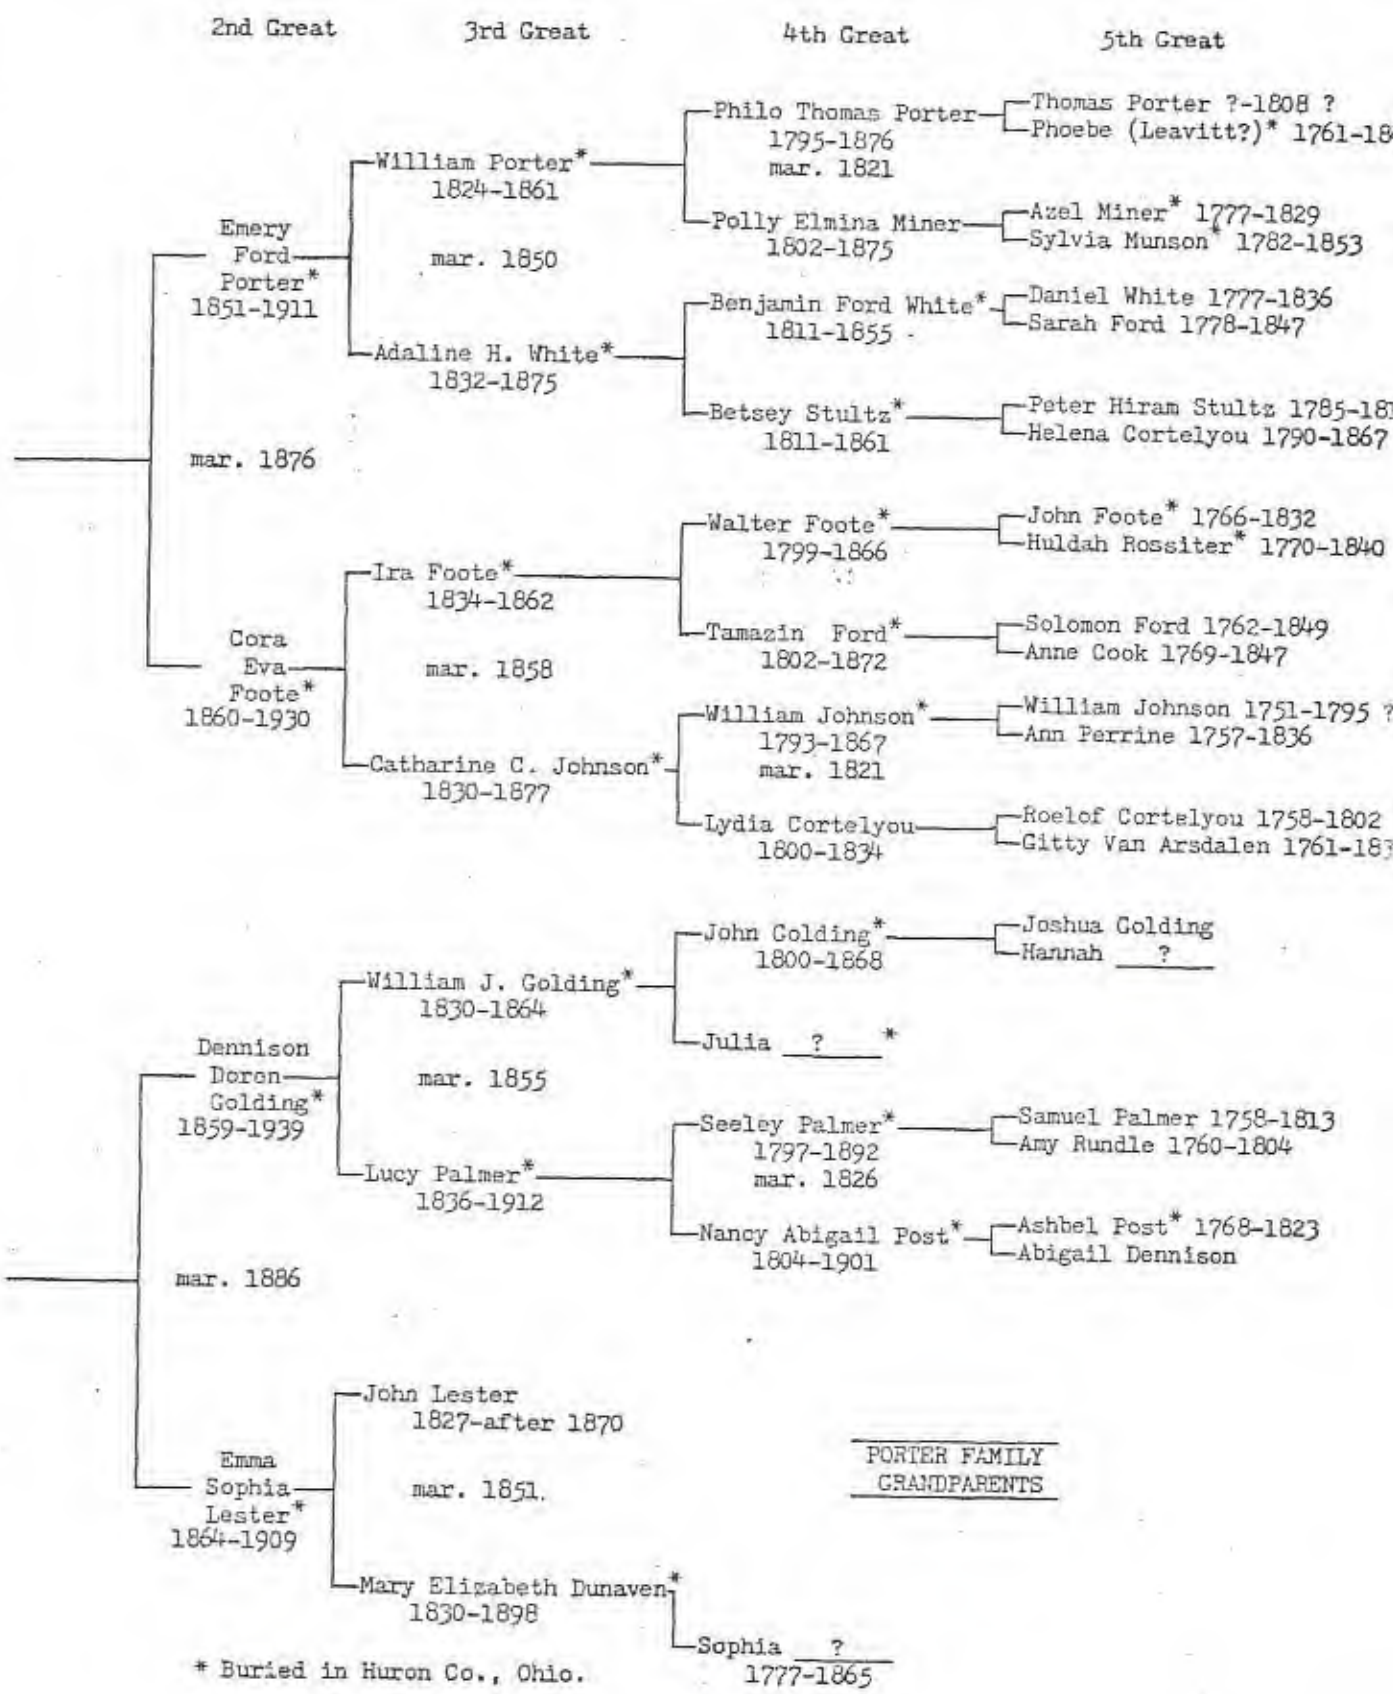 2nd Great 3rd Great 4th Great 5th Great
Philo Thomas Porter
1795-1876
mar. 1821
Thomas Porter ?-1808 ?
Phoebe (Leavitt?)* 1761-18
William Porter*
1824-1861
Polly Elmina Miner
1802-1875
Azel Miner* 1777-1829
Sylvia Munson* 1782-1853
Emery
Ford
Porter*
1851-1911
mar. 1850
Benjamin Ford White*
1811-1855
Daniel White 1777-1836
Sarah Ford 1778-1847
Adaline H. White*
1832-1875
Betsey Stultz*
1811-1861
Peter Hiram Stultz 1785-18
Helena Cortelyou 1790-1867
mar. 1876
Walter Foote*
1799-1866
John Foote* 1766-1832
Huldah Rossiter* 1770-1840
Ira Foote*
1834-1862
Tamazin Ford*
1802-1872
Solomon Ford 1762-1849
Anne Cook 1769-1847
Cora
Eva
Foote*
1860-1930
mar. 1858
William Johnson*
1793-1867
mar. 1821
William Johnson 1751-1795 ?
Ann Perrine 1757-1836
Catharine C. Johnson*
1830-1877
Lydia Cortelyou
1800-1834
Roelof Cortelyou 1758-1802
Gitty Van Arsdalen 1761-183
John Golding*
1800-1868
Joshua Golding
Hannah ?
William J. Golding*
1830-1864
Julia ? *
Dennison
Doren
Golding*
1859-1939
mar. 1855
Seeley Palmer*
1797-1892
mar. 1826
Samuel Palmer 1758-1813
Amy Rundle 1760-1804
Lucy Palmer*
1836-1912
Nancy Abigail Post*
1804-1901
Ashbel Post* 1768-1823
Abigail Dennison
mar. 1886
John Lester
1827-after 1870
Emma
Sophia
Lester*
1864-1909
mar. 1851.
PORTER FAMILY
GRANDPARENTS
Mary Elizabeth Dunaven*
1830-1898
Sophia ?
1777-1865
* Buried in Huron Co., Ohio.